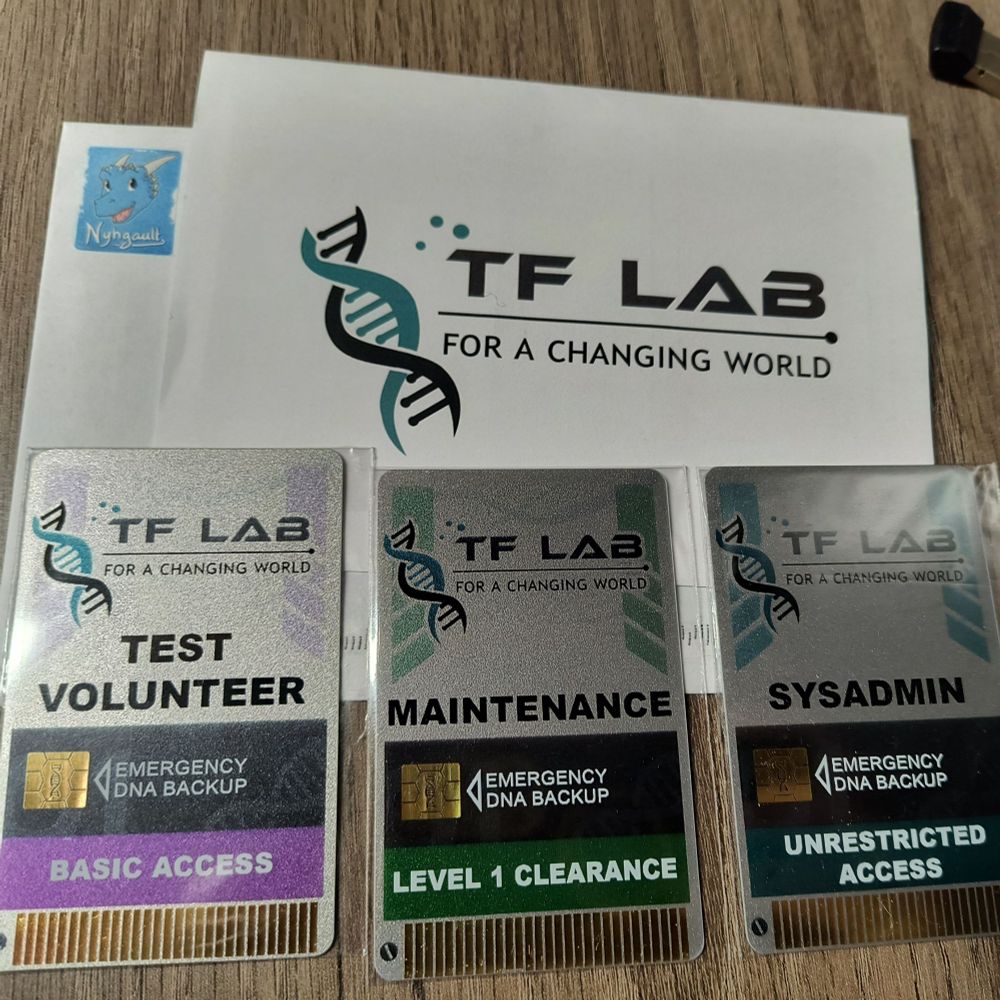 Nyhgault
TF LAB
FOR A CHANGING WORLD
TF LAB
FOR A CHANGING WORLD
TEST
VOLUNTEER
EMERGENCY
DNA BACKUP
BASIC ACCESS
TF LAB
FOR A CHANGING WORLD
MAINTENANCE
EMERGENCY
DNA BACKUP
LEVEL 1 CLEARANCE
TF LAB
FOR A CHANGING WORLD
SYSADMIN
EMERGENCY
DNA BACKUP
UNRESTRICTED
ACCESS